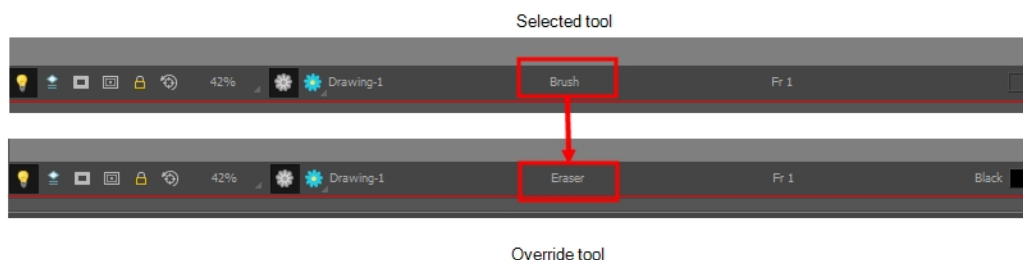 Selected tool
42% Drawing-1 Brush Fr 1
42% Drawing-1 Eraser Fr 1 Black
Override tool